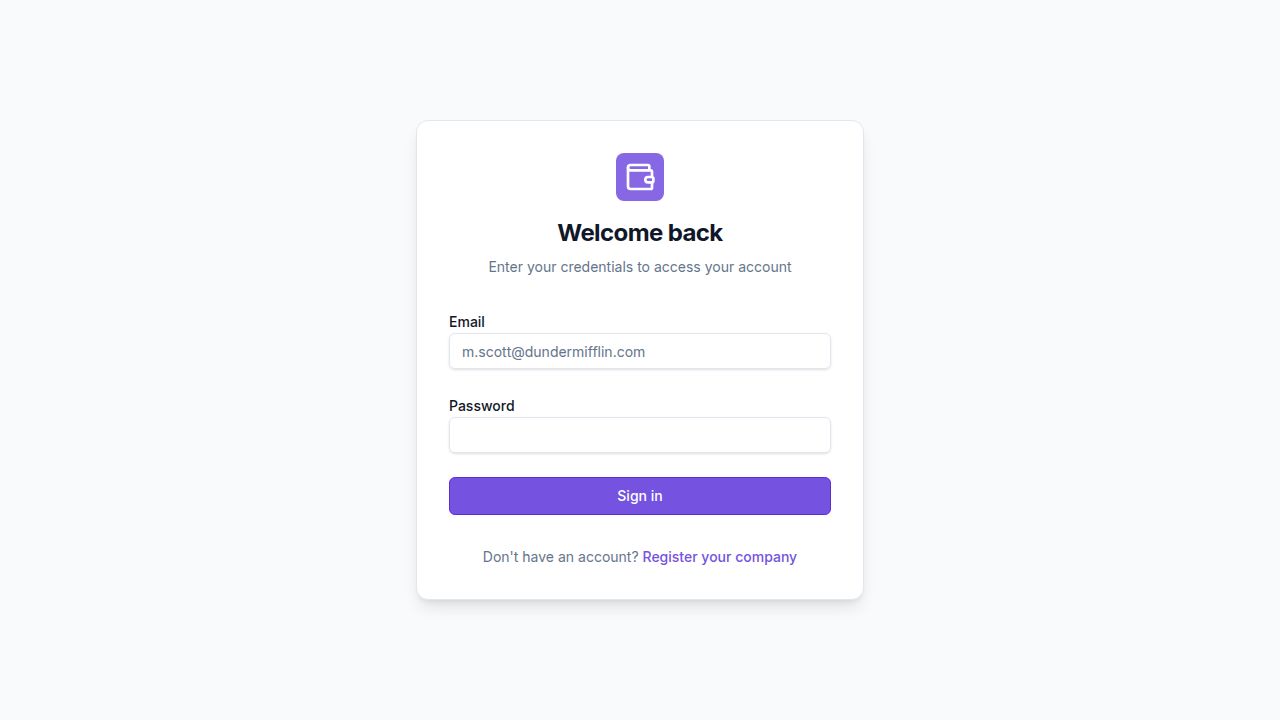 Welcome back
Enter your credentials to access your account
Email
m.scott@dundermifflin.com
Password
Sign in
Don't have an account? Register your company